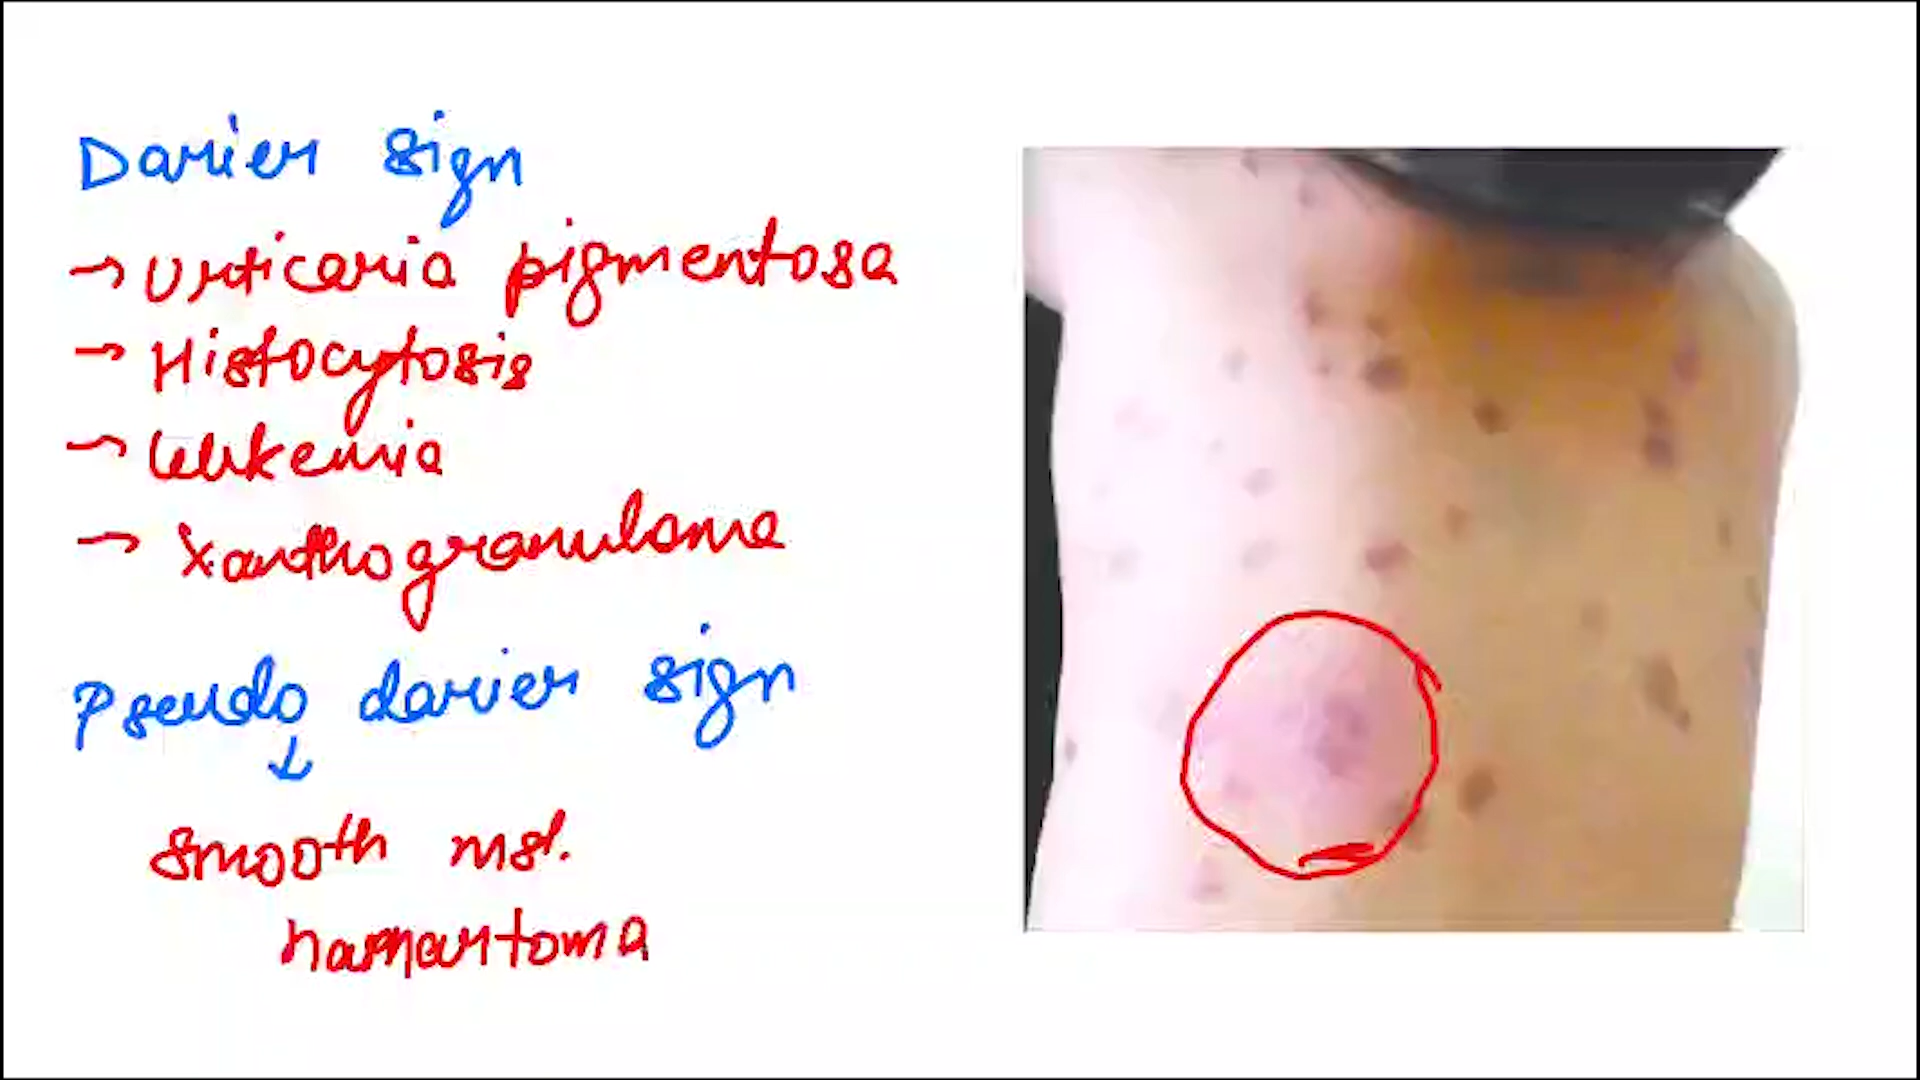 Darier sign
→ Urticaria pigmentosa
→ Histocytosis
→ leukemia
→ Xanthogranuloma
Pseudo darier sign
↓
smooth msl.
hamartoma